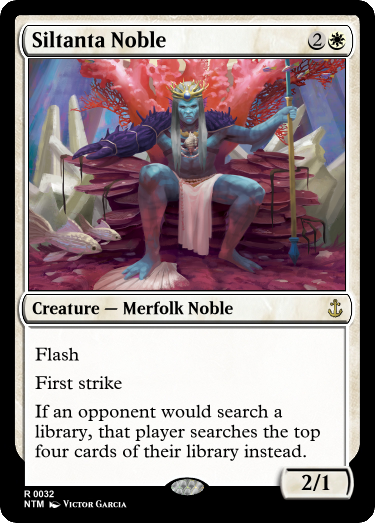 Siltanta Noble 2
Creature — Merfolk Noble
Flash
First strike
If an opponent would search a
library, that player searches the top
four cards of their library instead.
2/1
R 0032
NTM Victor Garcia